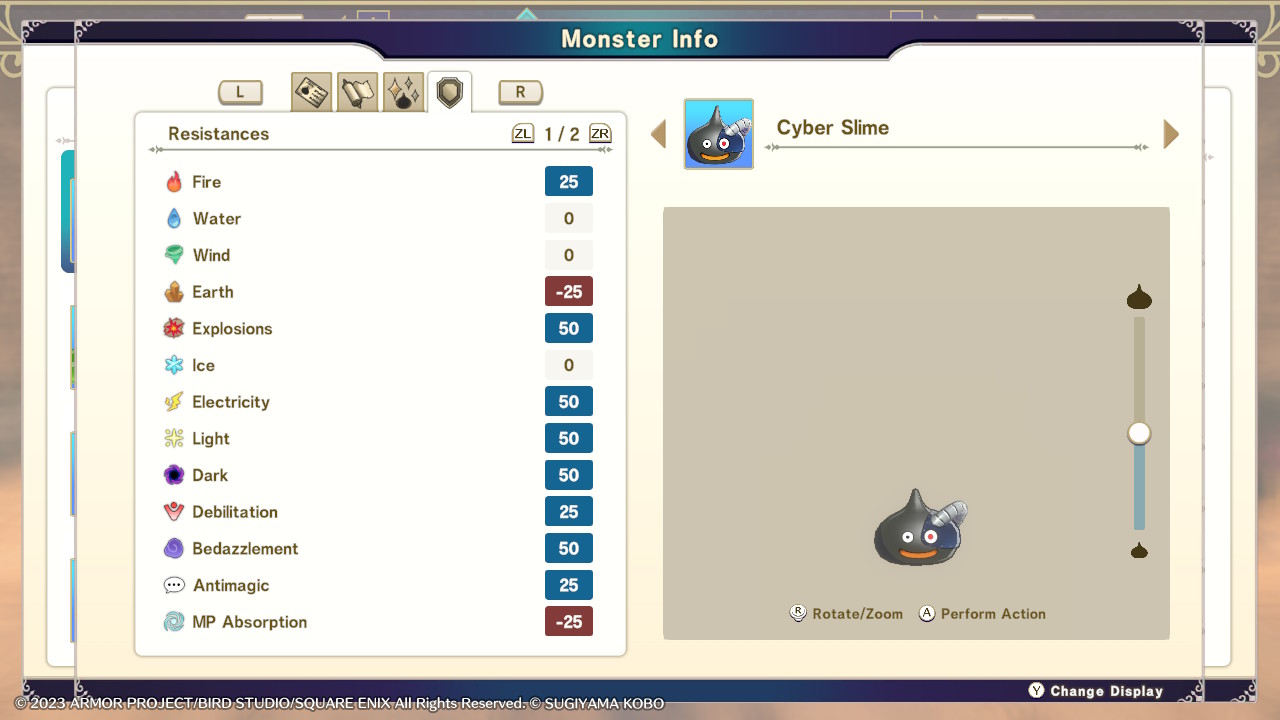 Monster Info
L
R
Resistances
ZL 1 / 2 ZR
Fire 25
Water 0
Wind 0
Earth -25
Explosions 50
Ice 0
Electricity 50
Light 50
Dark 50
Debilitation 25
Bedazzlement 50
Antimagic 25
MP Absorption -25
Cyber Slime
R Rotate/Zoom A Perform Action
Y Change Display
© 2023 ARMOR PROJECT/BIRD STUDIO/SQUARE ENIX All Rights Reserved. © SUGIYAMA KOBO